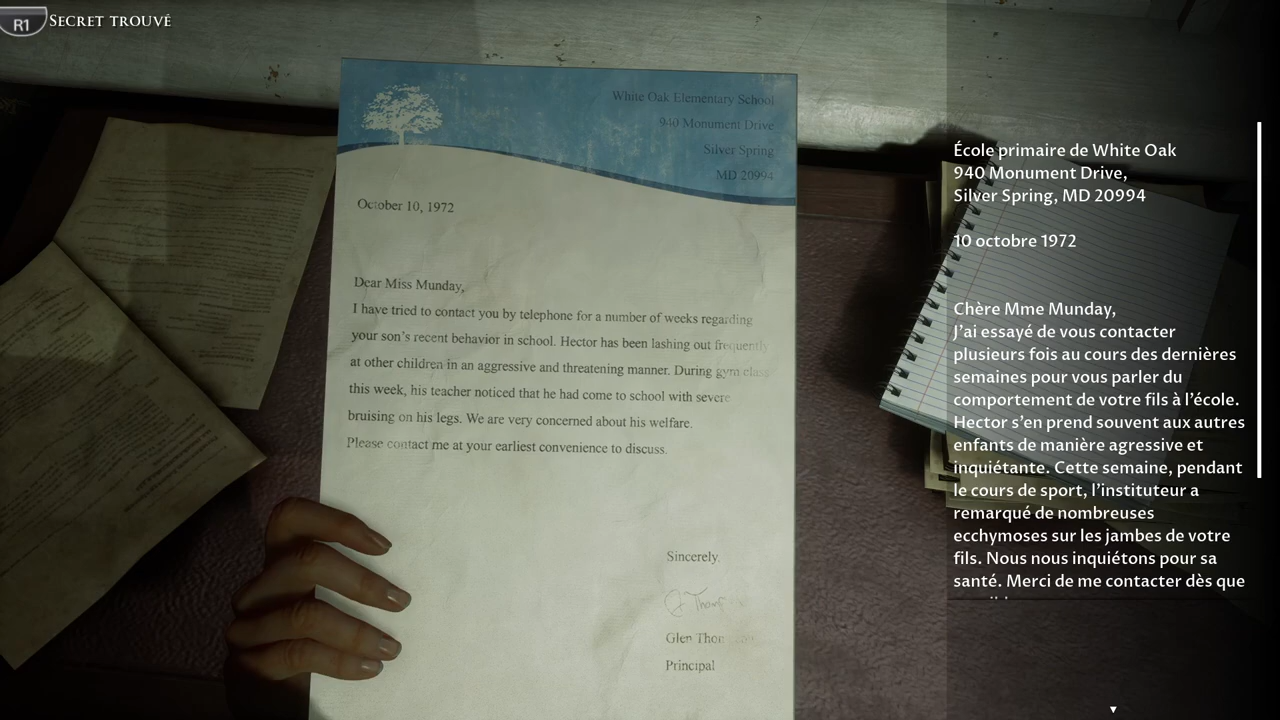 R1 SECRET TROUVÉ
White Oak Elementary School
940 Monument Drive
Silver Spring
MD 20994
October 10, 1972
Dear Miss Munday,
I have tried to contact you by telephone for a number of weeks regarding
your son's recent behavior in school. Hector has been lashing out frequently
at other children in an aggressive and threatening manner. During gym class
this week, his teacher noticed that he had come to school with severe
bruising on his legs. We are very concerned about his welfare.
Please contact me at your earliest convenience to discuss.
Sincerely,
Glen
Principal
École primaire de White Oak
940 Monument Drive,
Silver Spring, MD 20994
10 octobre 1972
Chère Mme Munday,
J'ai essayé de vous contacter
plusieurs fois au cours des dernières
semaines pour vous parler du
comportement de votre fils à l'école.
Hector s'en prend souvent aux autres
enfants de manière agressive et
inquiétante. Cette semaine, pendant
le cours de sport, l'instituteur a
remarqué de nombreuses
ecchymoses sur les jambes de votre
fils. Nous nous inquiétons pour sa
santé. Merci de me contacter dès que